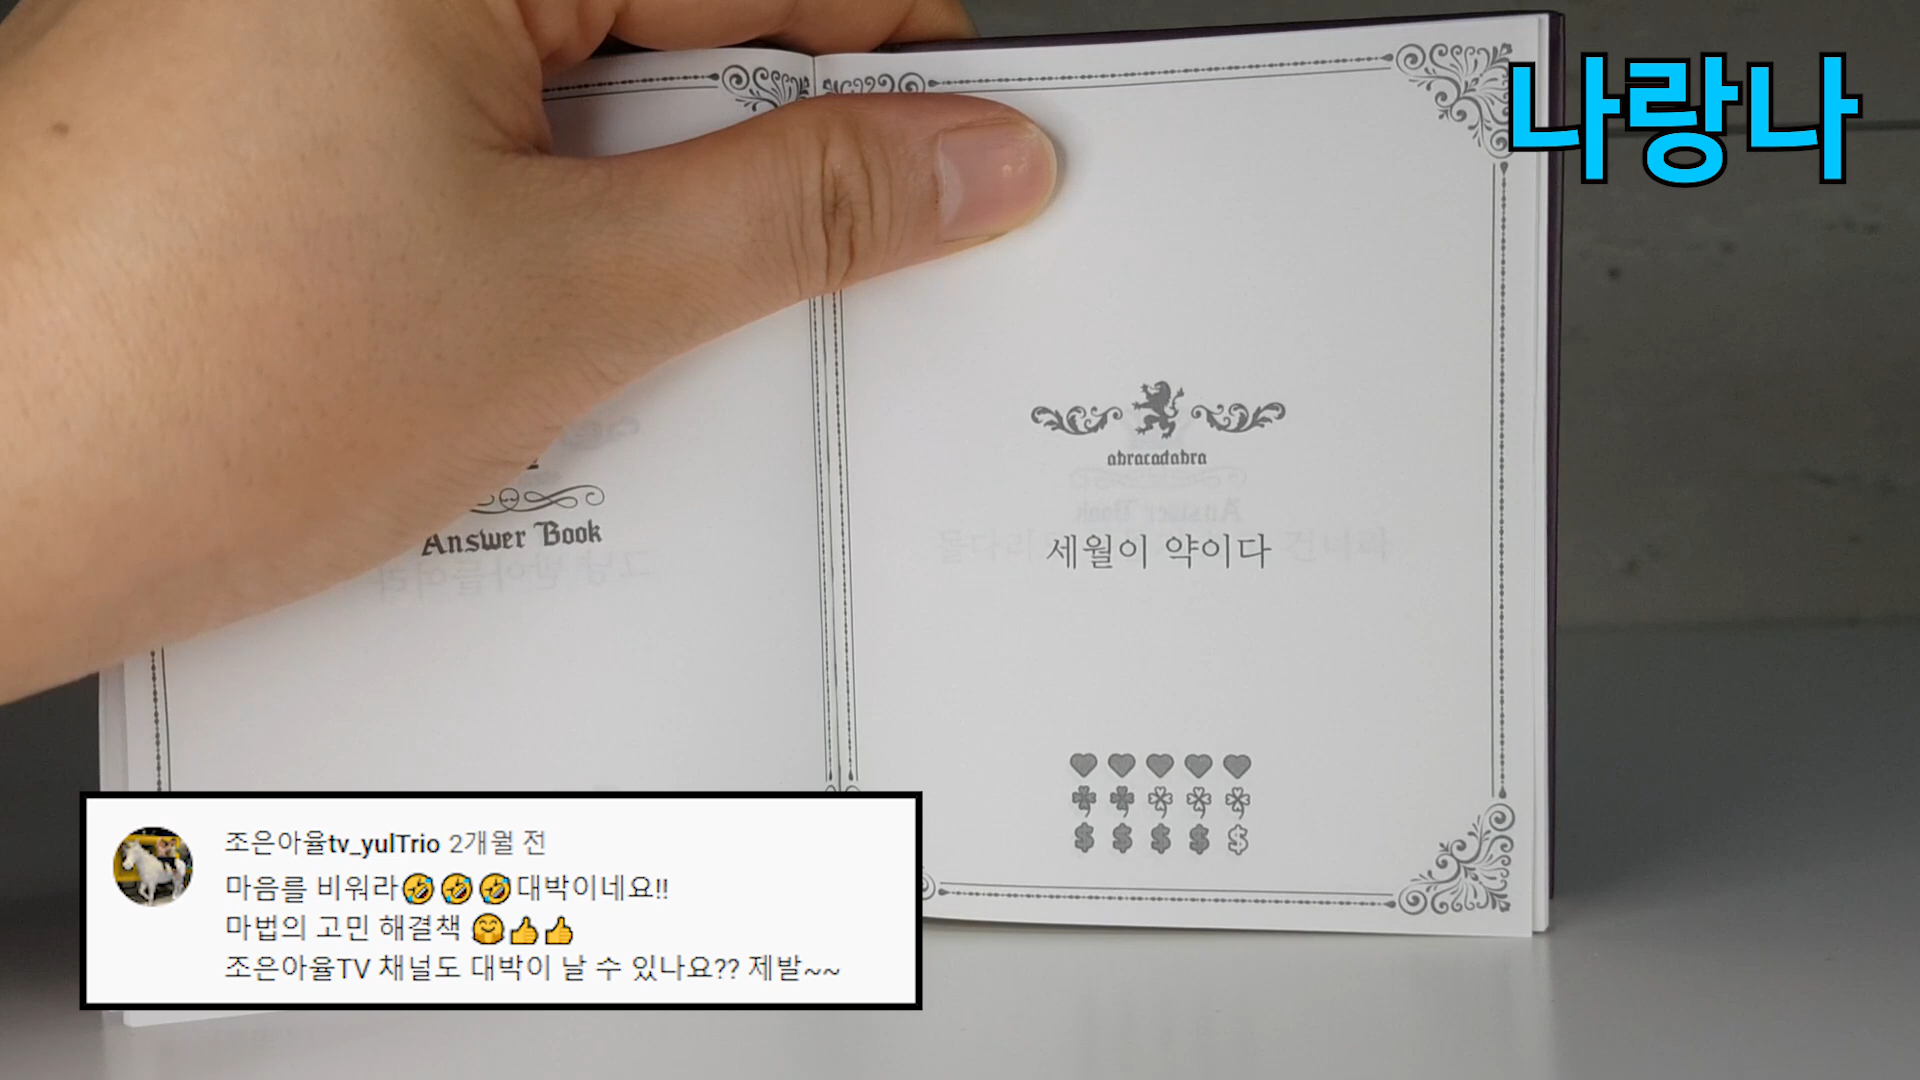 나랑나
Answer Book
abracadabra
세월이 약이다
조은아율tv_yulTrio 2개월 전
마음를 비워라🤣🤣🤣대박이네요!!
마법의 고민 해결책 🤗👍👍
조은아율TV 채널도 대박이 날 수 있나요?? 제발~~